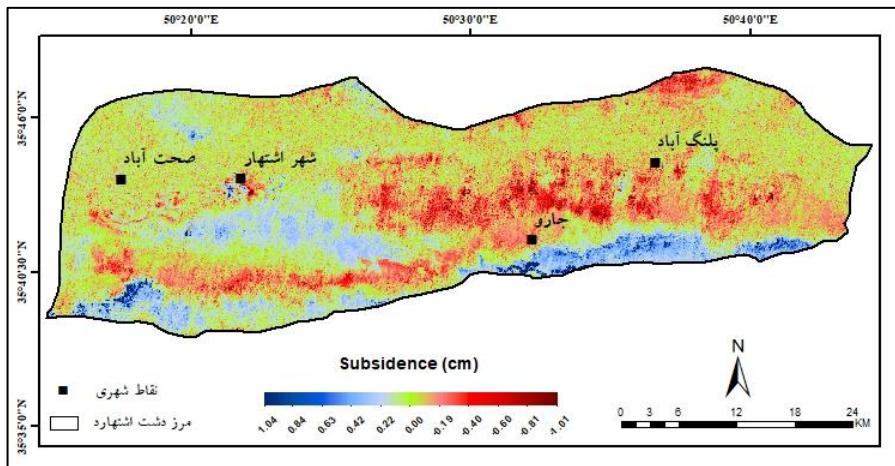 50°20'0"E
50°30'0"E
50°40'0"E
35°46'0"N
35°40'30"N
35°35'0"N
صحت آباد
شهر اشتهار
پلنگ آباد
جارو
Subsidence (cm)
1.04 0.84 0.63 0.42 0.22 0.00 -0.19 -0.40 -0.60 -0.81 -1.01
نقاط شهری
مرز دشت اشتهارد
N
0 3 6 12 18 24
KM